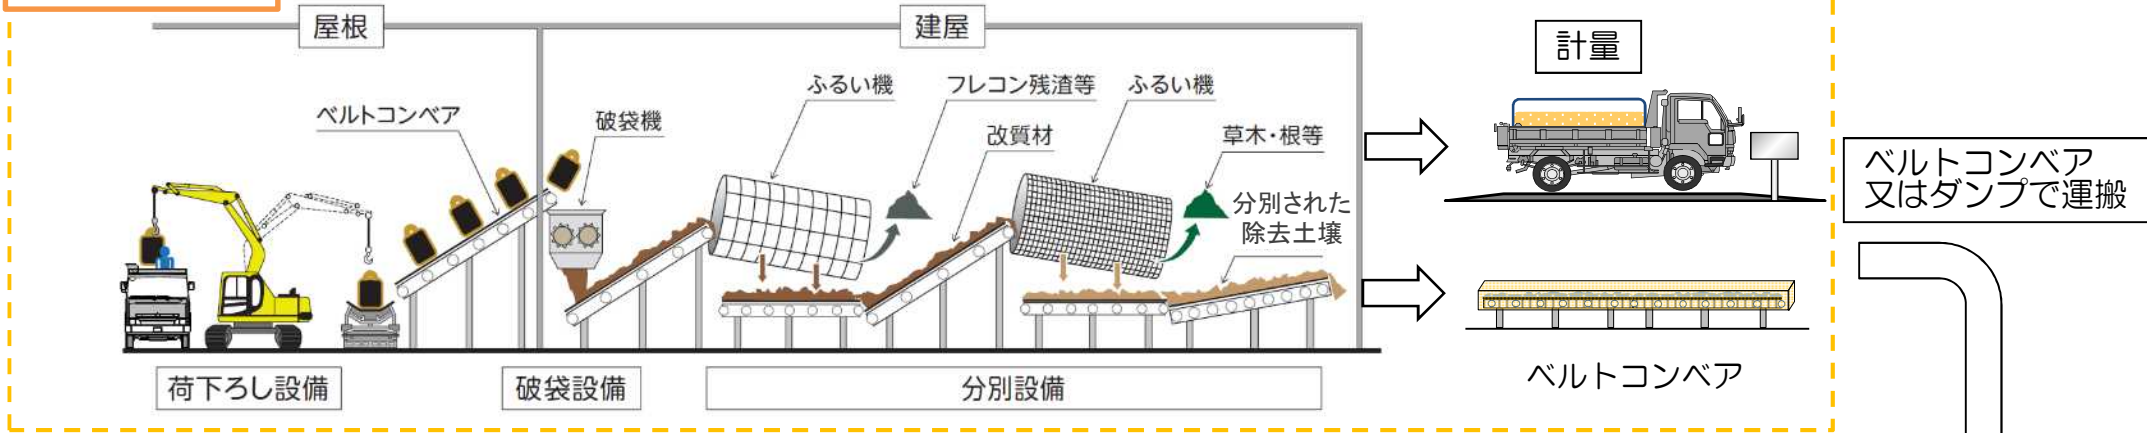 屋根
建屋
計量
ふるい機
フレコン残渣等
ふるい機
ベルトコンベア
破袋機
改質材
草木・根等
分別された
除去土壌
ベルトコンベア
又はダンプで運搬
ベルトコンベア
荷下ろし設備
破袋設備
分別設備